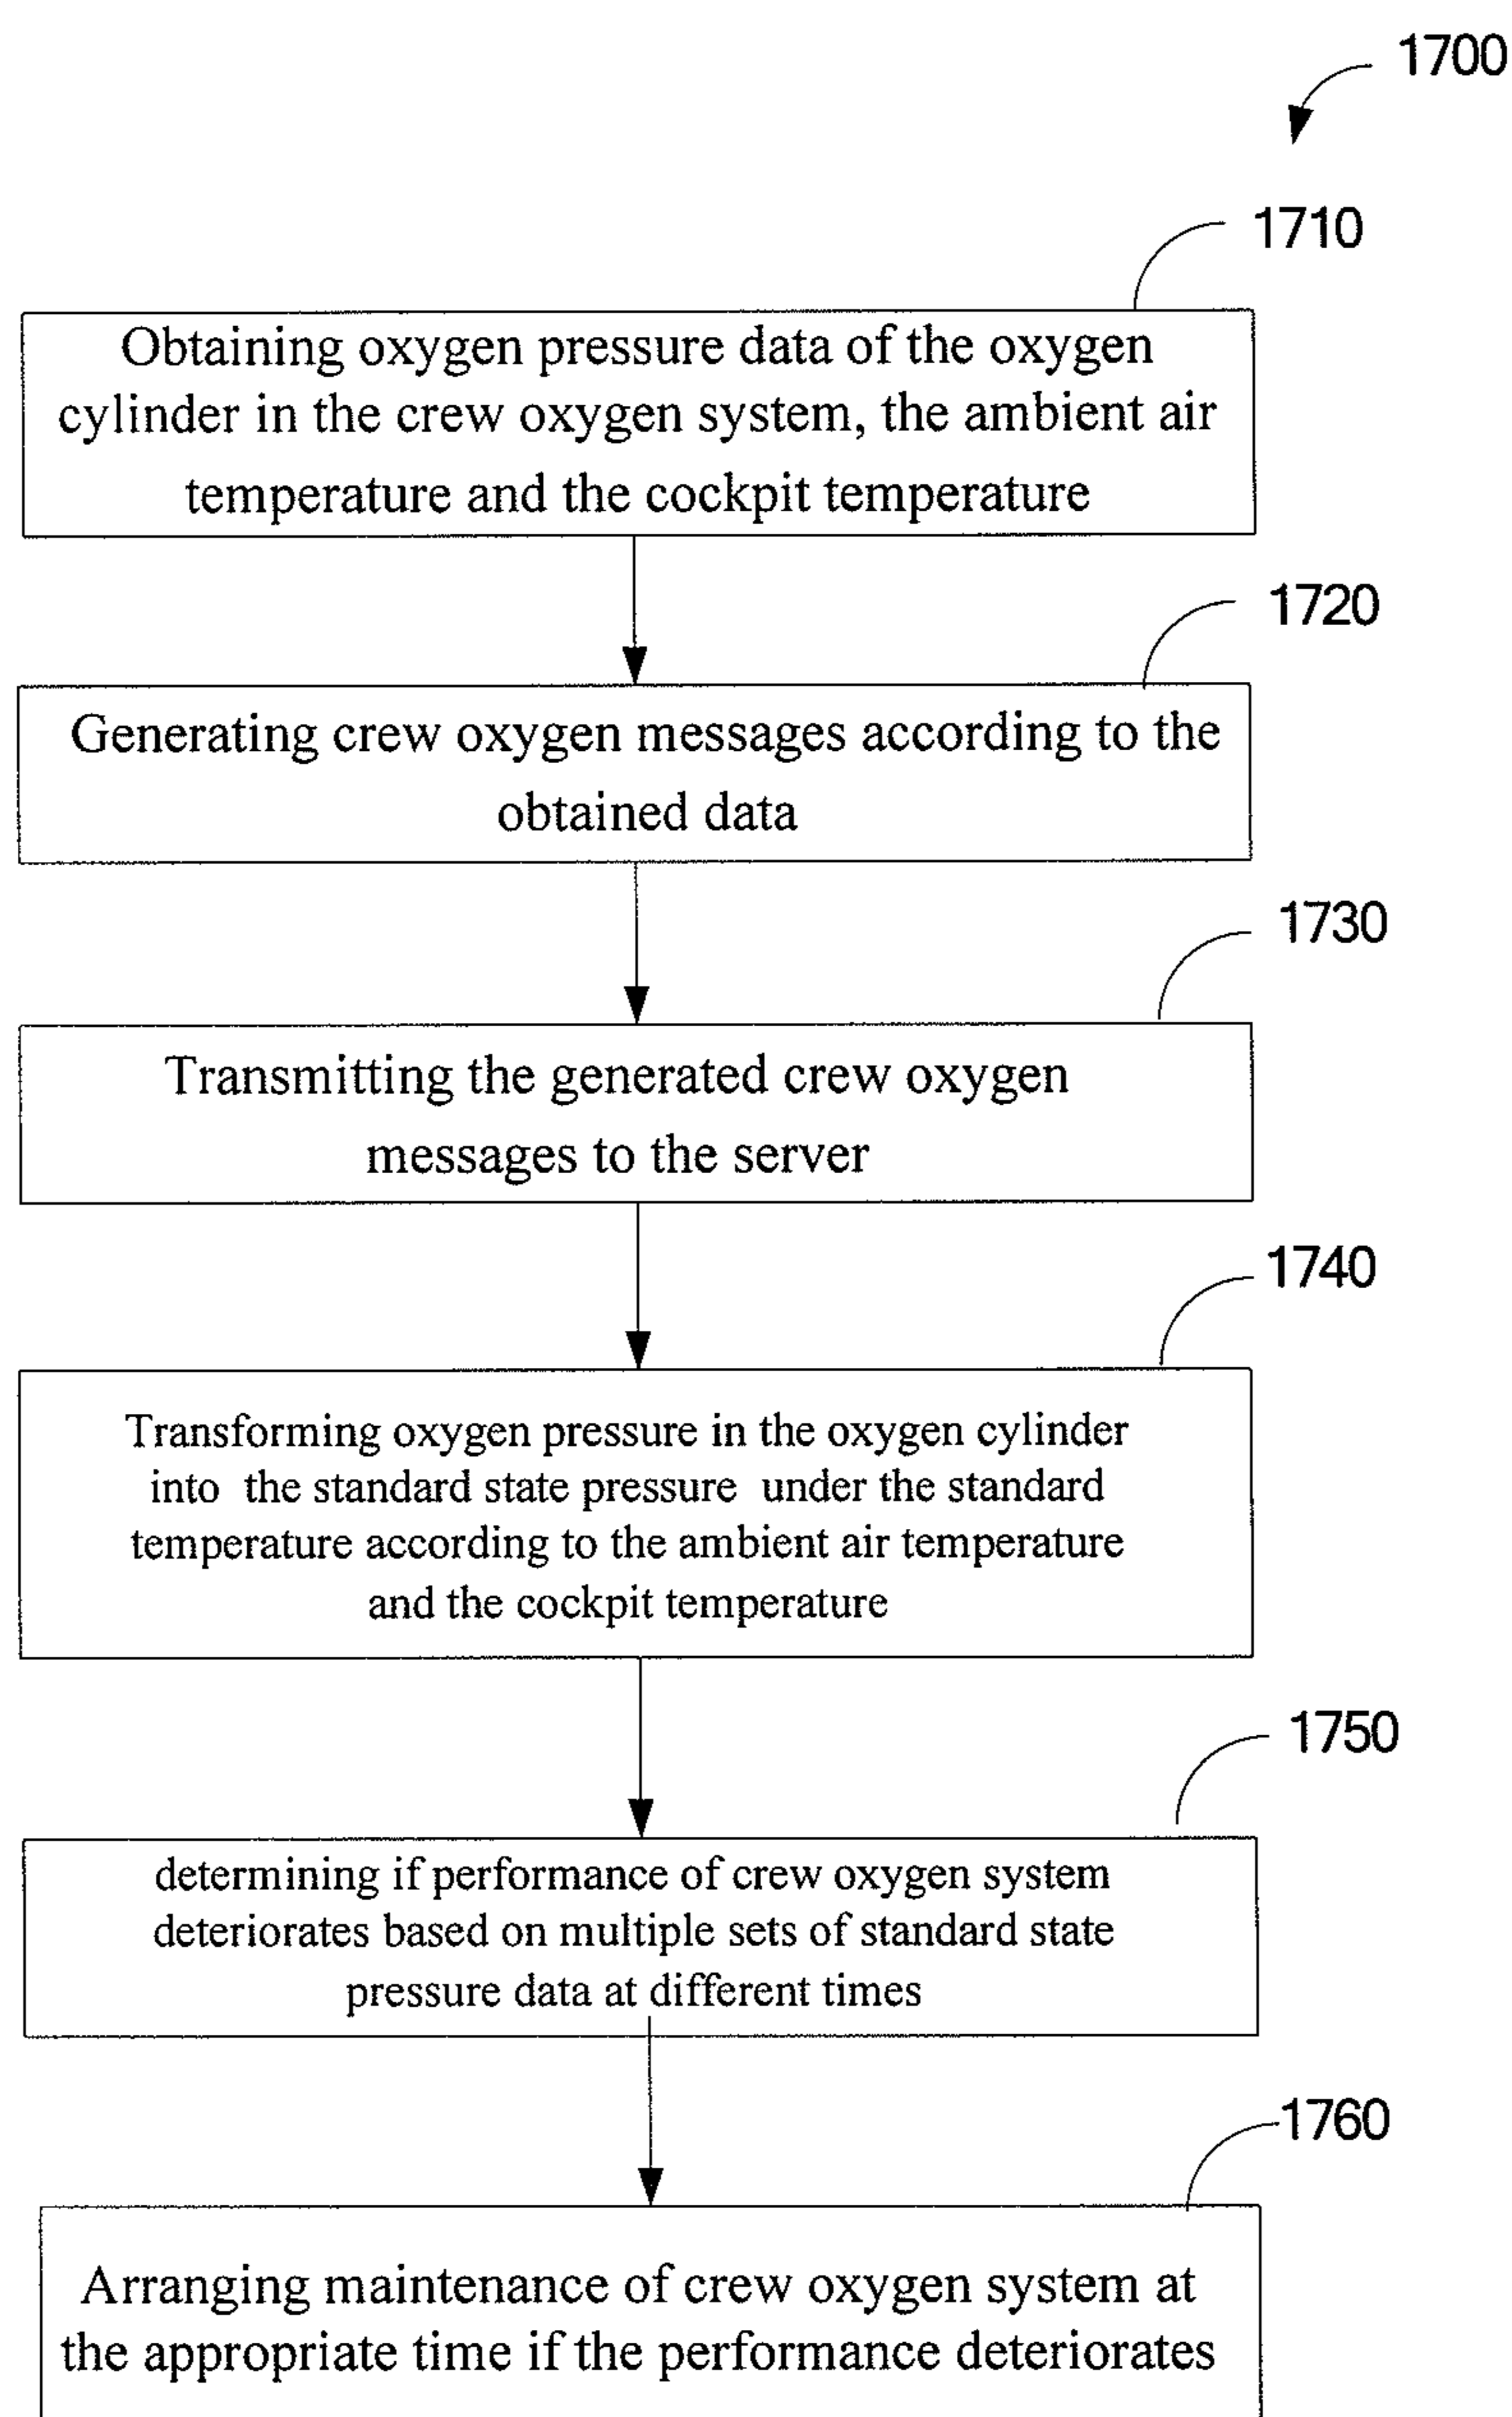 1700
1710
Obtaining oxygen pressure data of the oxygen
cylinder in the crew oxygen system, the ambient air
temperature and the cockpit temperature
1720
Generating crew oxygen messages according to the
obtained data
1730
Transmitting the generated crew oxygen
messages to the server
1740
Transforming oxygen pressure in the oxygen cylinder
into the standard state pressure under the standard
temperature according to the ambient air temperature
and the cockpit temperature
1750
determining if performance of crew oxygen system
deteriorates based on multiple sets of standard state
pressure data at different times
1760
Arranging maintenance of crew oxygen system at
the appropriate time if the performance deteriorates